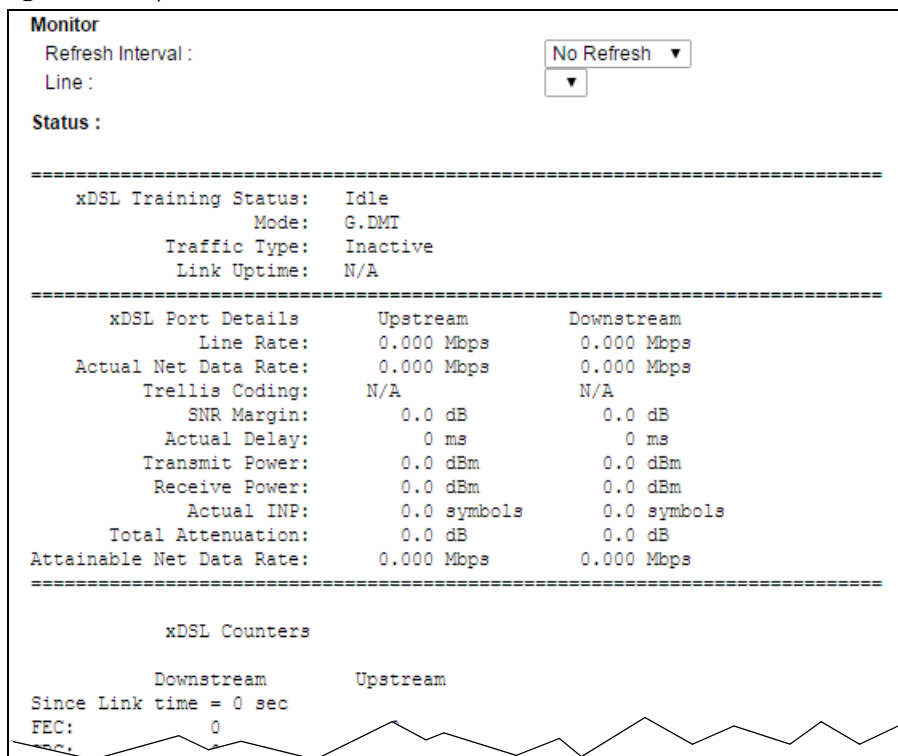 Monitor
Refresh Interval : No Refresh ▼
Line : ▼
Status :
============================================================================
xDSL Training Status: Idle
Mode: G.DMT
Traffic Type: Inactive
Link Uptime: N/A
============================================================================
xDSL Port Details Upstream Downstream
Line Rate: 0.000 Mbps 0.000 Mbps
Actual Net Data Rate: 0.000 Mbps 0.000 Mbps
Trellis Coding: N/A N/A
SNR Margin: 0.0 dB 0.0 dB
Actual Delay: 0 ms 0 ms
Transmit Power: 0.0 dBm 0.0 dBm
Receive Power: 0.0 dBm 0.0 dBm
Actual INP: 0.0 symbols 0.0 symbols
Total Attenuation: 0.0 dB 0.0 dB
Attainable Net Data Rate: 0.000 Mbps 0.000 Mbps
============================================================================
xDSL Counters
Downstream Upstream
Since Link time = 0 sec
FEC: 0